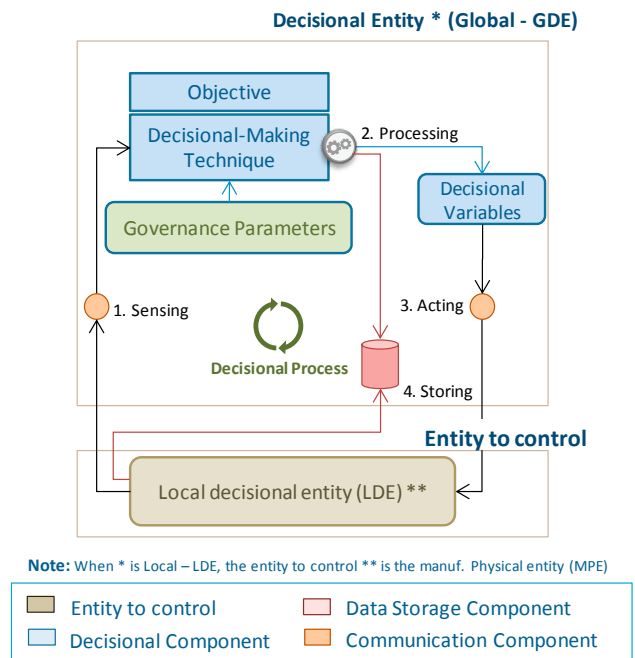 Decisional Entity * (Global - GDE)
Objective
Decisional-Making
Technique
2. Processing
Decisional
Variables
Governance Parameters
1. Sensing
3. Acting
Decisional Process
4. Storing
Entity to control
Local decisional entity (LDE) **
Note: When * is Local – LDE, the entity to control ** is the manuf. Physical entity (MPE)
Entity to control
Data Storage Component
Decisional Component
Communication Component